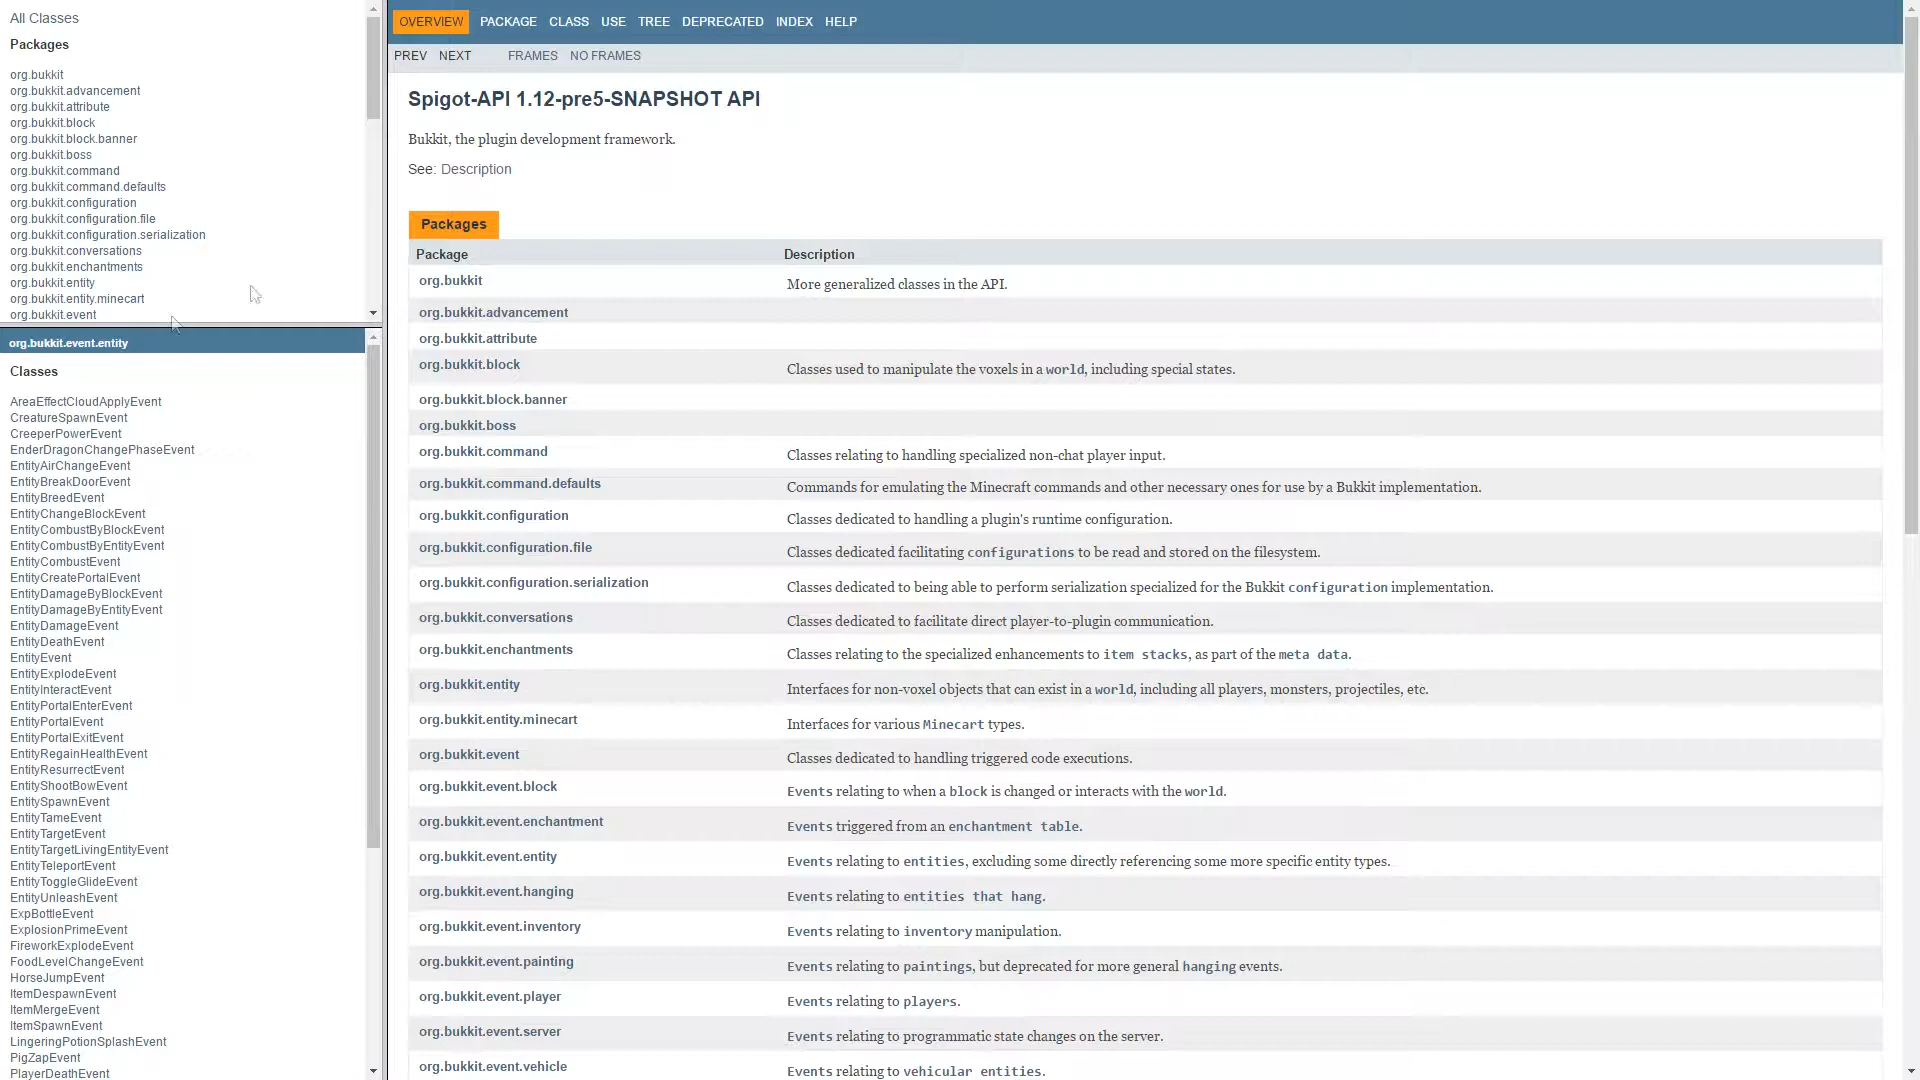 All Classes
Packages
org.bukkit
org.bukkit.advancement
org.bukkit.attribute
org.bukkit.block
org.bukkit.block.banner
org.bukkit.boss
org.bukkit.command
org.bukkit.command.defaults
org.bukkit.configuration
org.bukkit.configuration.file
org.bukkit.configuration.serialization
org.bukkit.conversations
org.bukkit.enchantments
org.bukkit.entity
org.bukkit.entity.minecart
org.bukkit.event
org.bukkit.event.entity
Classes
AreaEffectCloudApplyEvent
CreatureSpawnEvent
CreeperPowerEvent
EnderDragonChangePhaseEvent
EntityAirChangeEvent
EntityBreakDoorEvent
EntityBreedEvent
EntityChangeBlockEvent
EntityCombustByBlockEvent
EntityCombustByEntityEvent
EntityCombustEvent
EntityCreatePortalEvent
EntityDamageByBlockEvent
EntityDamageByEntityEvent
EntityDamageEvent
EntityDeathEvent
EntityEvent
EntityExplodeEvent
EntityInteractEvent
EntityPortalEnterEvent
EntityPortalEvent
EntityPortalExitEvent
EntityRegainHealthEvent
EntityResurrectEvent
EntityShootBowEvent
EntitySpawnEvent
EntityTameEvent
EntityTargetEvent
EntityTargetLivingEntityEvent
EntityTeleportEvent
EntityToggleGlideEvent
EntityUnleashEvent
ExpBottleEvent
ExplosionPrimeEvent
FireworkExplodeEvent
FoodLevelChangeEvent
HorseJumpEvent
ItemDespawnEvent
ItemMergeEvent
ItemSpawnEvent
LingeringPotionSplashEvent
PigZapEvent
PlayerDeathEvent
OVERVIEW PACKAGE CLASS USE TREE DEPRECATED INDEX HELP
PREV NEXT FRAMES NO FRAMES
Spigot-API 1.12-pre5-SNAPSHOT API
Bukkit, the plugin development framework.
See: Description
Packages
Package Description
org.bukkit More generalized classes in the API.
org.bukkit.advancement
org.bukkit.attribute
org.bukkit.block Classes used to manipulate the voxels in a world, including special states.
org.bukkit.block.banner
org.bukkit.boss
org.bukkit.command Classes relating to handling specialized non-chat player input.
org.bukkit.command.defaults Commands for emulating the Minecraft commands and other necessary ones for use by a Bukkit implementation.
org.bukkit.configuration Classes dedicated to handling a plugin's runtime configuration.
org.bukkit.configuration.file Classes dedicated facilitating configurations to be read and stored on the filesystem.
org.bukkit.configuration.serialization Classes dedicated to being able to perform serialization specialized for the Bukkit configuration implementation.
org.bukkit.conversations Classes dedicated to facilitate direct player-to-plugin communication.
org.bukkit.enchantments Classes relating to the specialized enhancements to item stacks, as part of the meta data.
org.bukkit.entity Interfaces for non-voxel objects that can exist in a world, including all players, monsters, projectiles, etc.
org.bukkit.entity.minecart Interfaces for various Minecart types.
org.bukkit.event Classes dedicated to handling triggered code executions.
org.bukkit.event.block Events relating to when a block is changed or interacts with the world.
org.bukkit.event.enchantment Events triggered from an enchantment table.
org.bukkit.event.entity Events relating to entities, excluding some directly referencing some more specific entity types.
org.bukkit.event.hanging Events relating to entities that hang.
org.bukkit.event.inventory Events relating to inventory manipulation.
org.bukkit.event.painting Events relating to paintings, but deprecated for more general hanging events.
org.bukkit.event.player Events relating to players.
org.bukkit.event.server Events relating to programmatic state changes on the server.
org.bukkit.event.vehicle Events relating to vehicular entities.